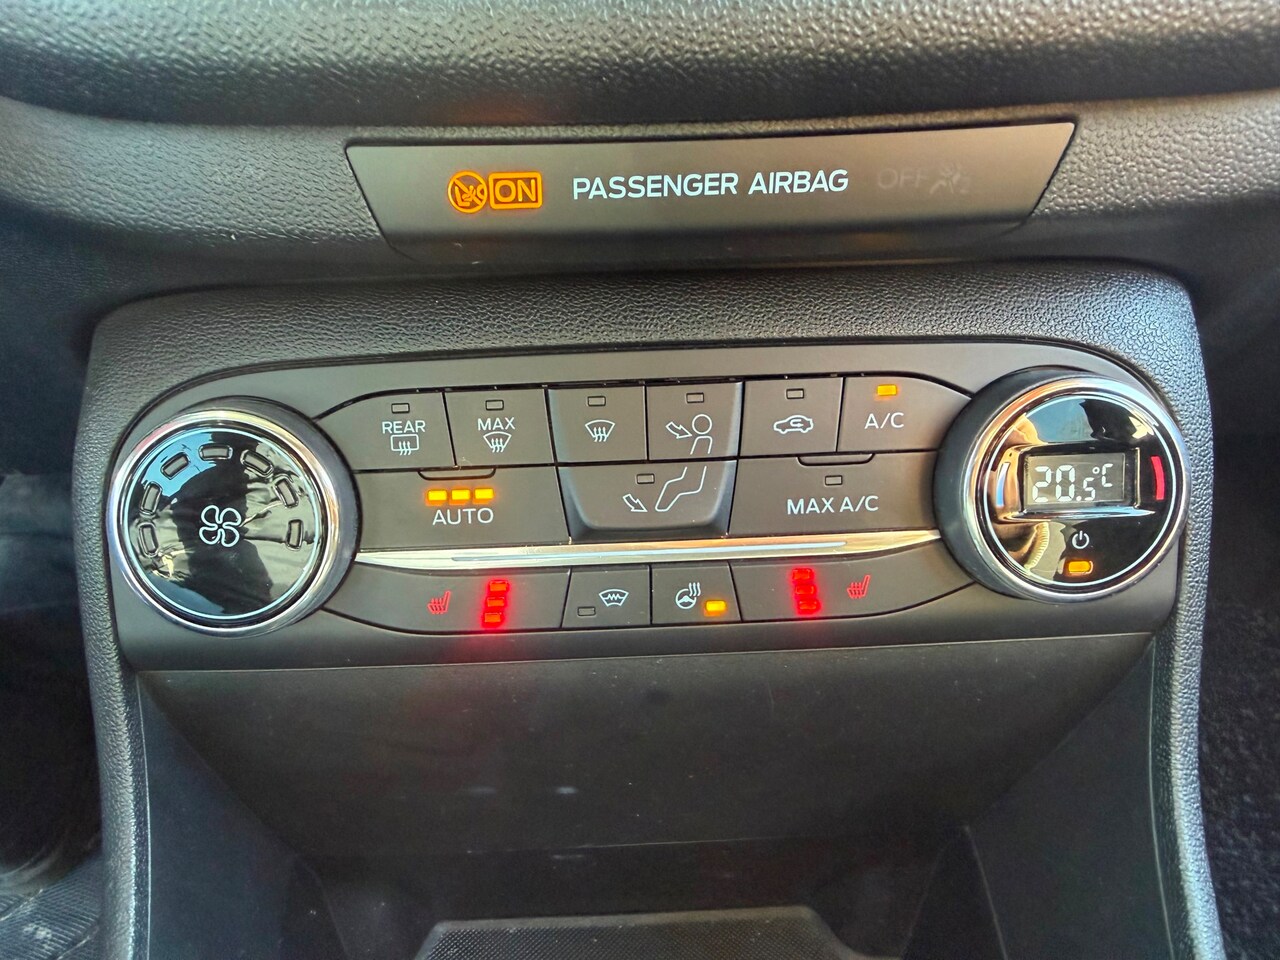 ON PASSENGER AIRBAG OFF
REAR
MAX
A/C
AUTO
MAX A/C
20.5°C